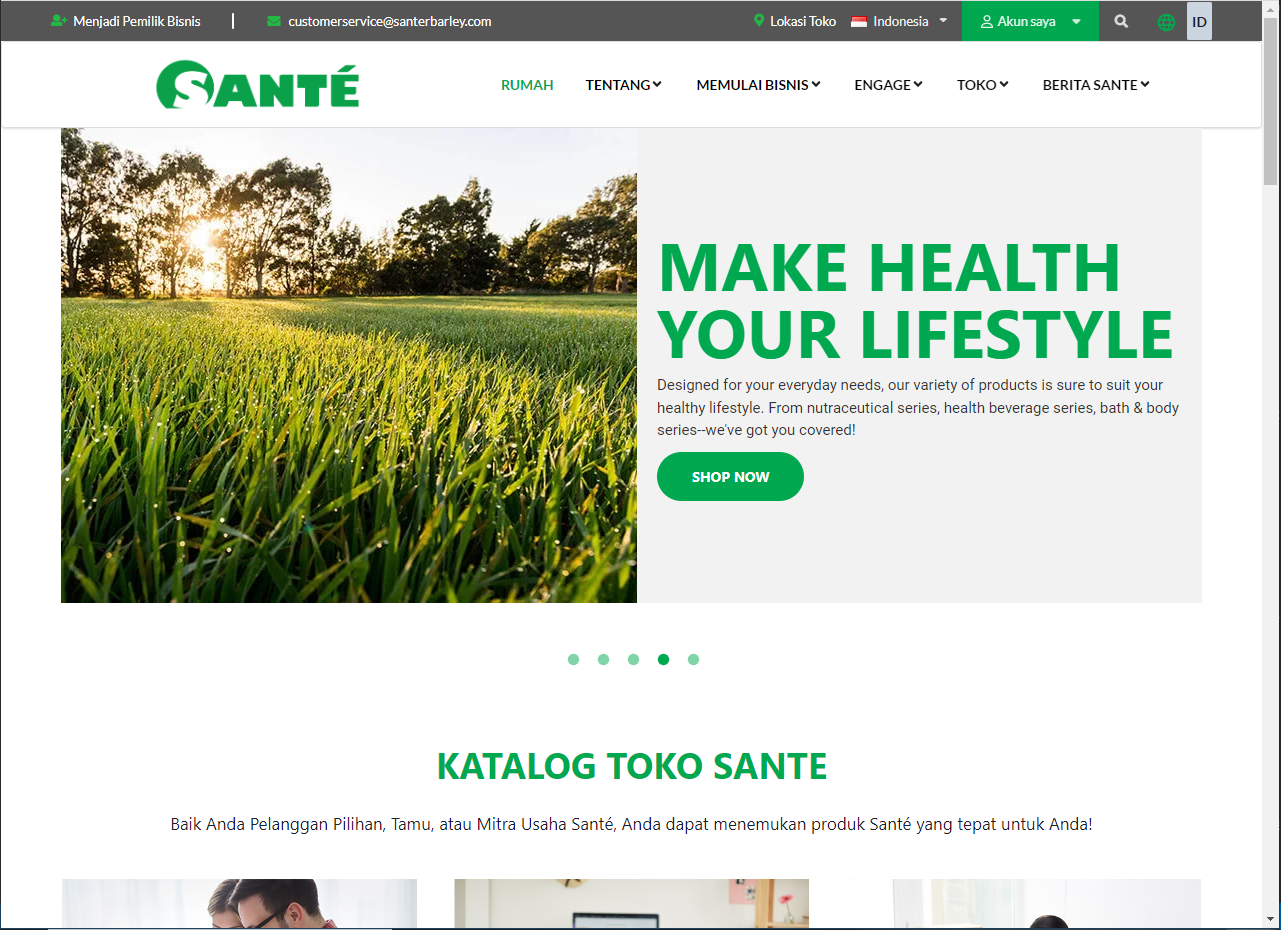 Menjadi Pemilik Bisnis
customerservice@santerbarley.com
Lokasi Toko
Indonesia
Akun saya
ID
SANTÉ
RUMAH
TENTANG
MEMULAI BISNIS
ENGAGE
TOKO
BERITA SANTE
MAKE HEALTH
YOUR LIFESTYLE
Designed for your everyday needs, our variety of products is sure to suit your
healthy lifestyle. From nutraceutical series, health beverage series, bath & body
series--we've got you covered!
SHOP NOW
KATALOG TOKO SANTE
Baik Anda Pelanggan Pilihan, Tamu, atau Mitra Usaha Santé, Anda dapat menemukan produk Santé yang tepat untuk Anda!